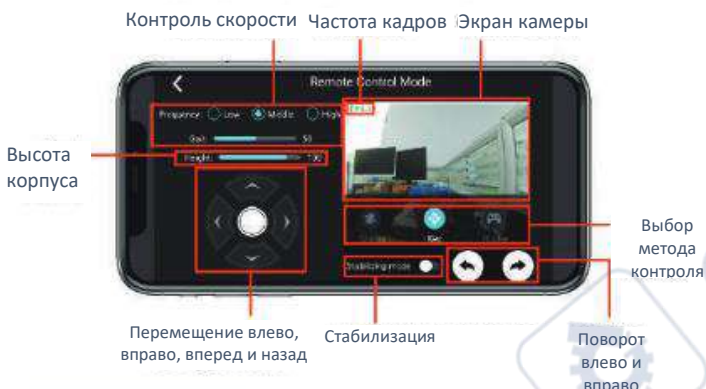 Контроль скорости
Частота кадров
Экран камеры
Remote Control Mode
Frequency: Low Middle High
Gait: 50
Height: 100
Высота
корпуса
Выбор
метода
контроля
Stabilizing mode
Перемещение влево,
вправо, вперед и назад
Стабилизация
Поворот
влево и
вправо